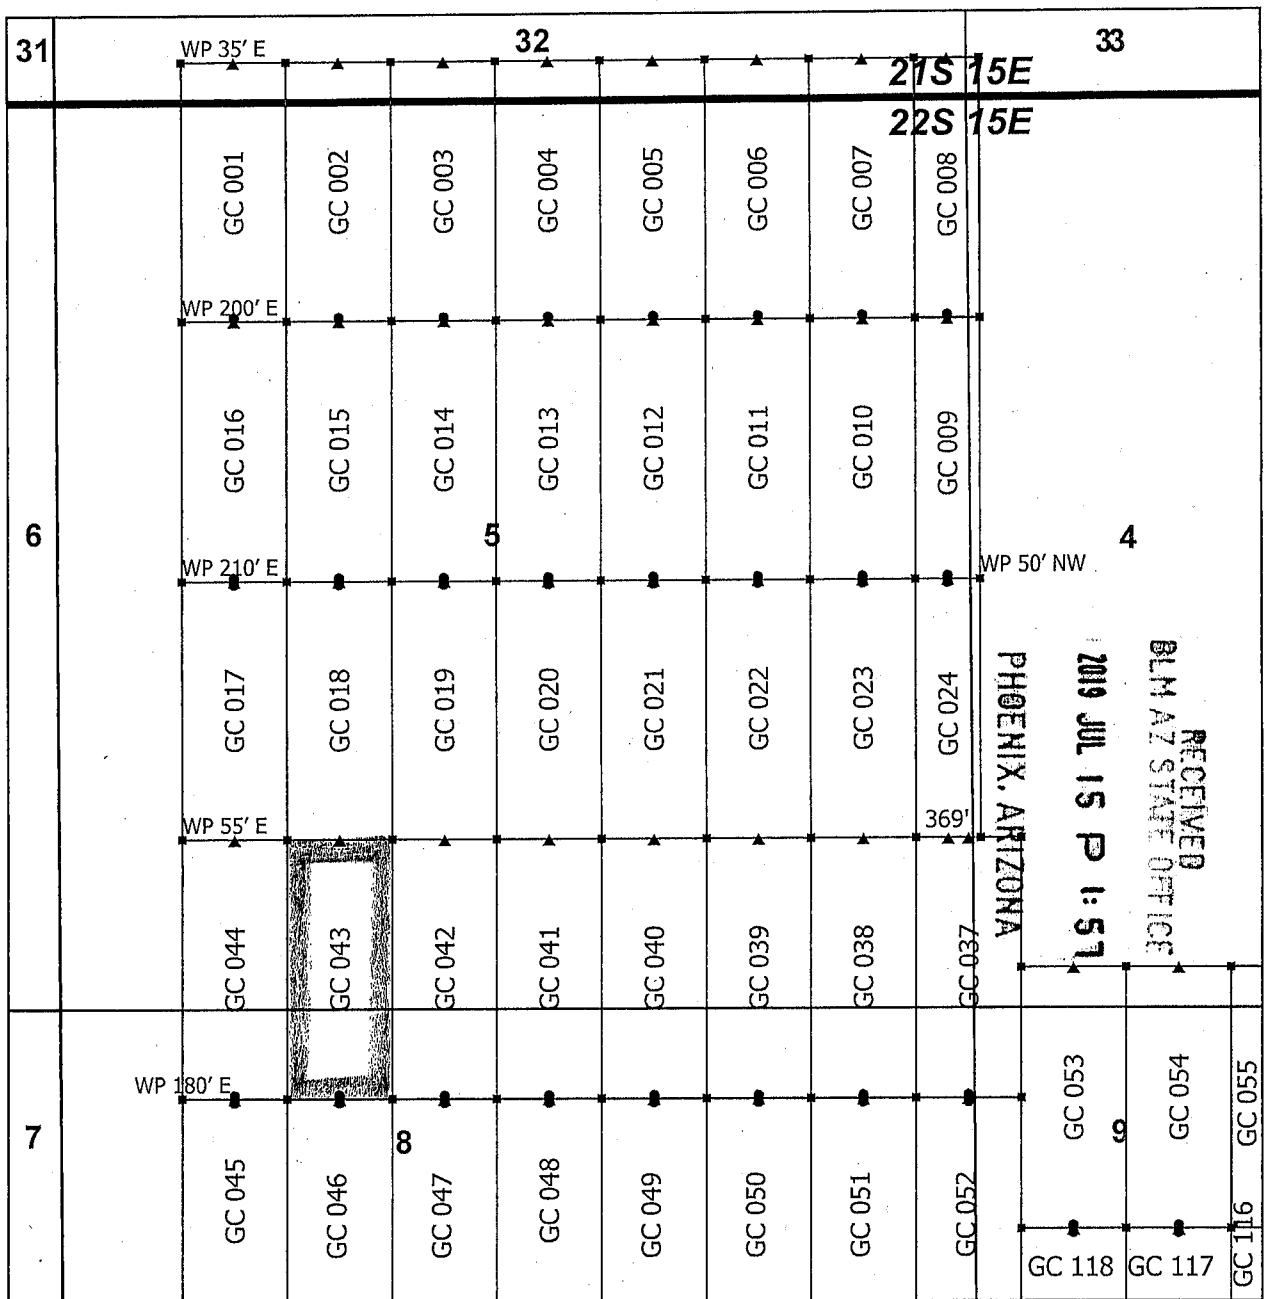 31
32
33
WP 35' E
21S 15E
22S 15E
GC 001
GC 002
GC 003
GC 004
GC 005
GC 006
GC 007
GC 008
WP 200' E
GC 016
GC 015
GC 014
GC 013
GC 012
GC 011
GC 010
GC 009
6
5
4
WP 210' E
WP 50' NW
GC 017
GC 018
GC 019
GC 020
GC 021
GC 022
GC 023
GC 024
RECEIVED
BLM AZ STATE OFFICE
2019 JUL 15 P 1:57
PHOENIX, ARIZONA
WP 55' E
369'
GC 044
GC 043
GC 042
GC 041
GC 040
GC 039
GC 038
GC 037
WP 180' E
GC 053
GC 054
GC 055
7
8
9
GC 045
GC 046
GC 047
GC 048
GC 049
GC 050
GC 051
GC 052
GC 118
GC 117
GC 116